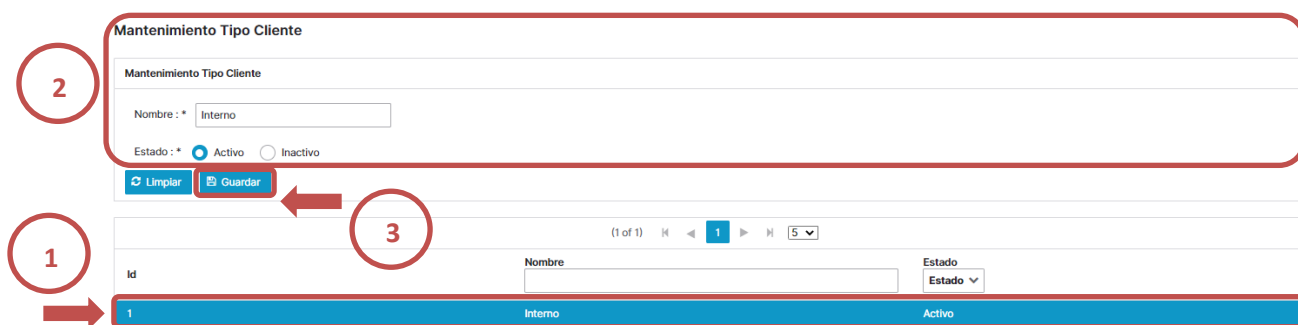 Mantenimiento Tipo Cliente
Mantenimiento Tipo Cliente
2
Nombre : * Interno
Estado : * Activo Inactivo
Limpiar Guardar
3
(1 of 1) 1 5
1
Id Nombre Estado
Estado
1 Interno Activo